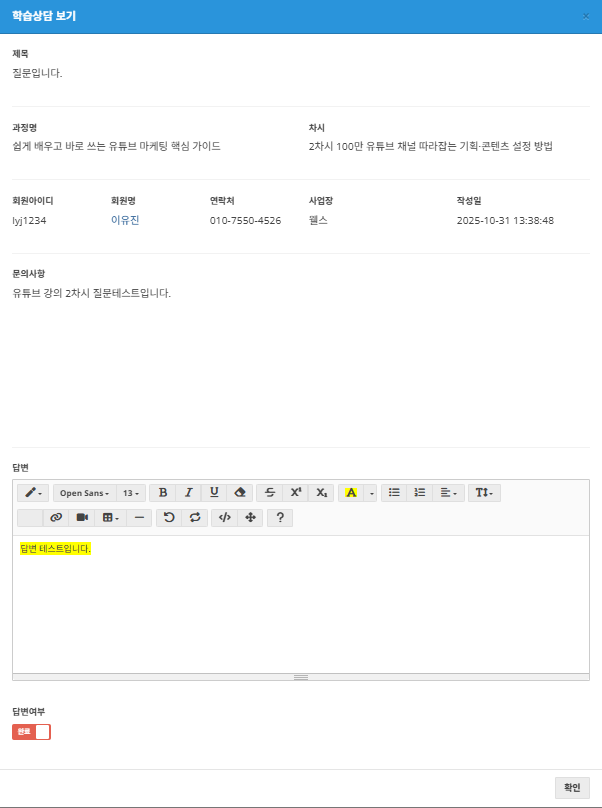 학습상담 보기
×
제목
질문입니다.
과정명 차시
쉽게 배우고 바로 쓰는 유튜브 마케팅 핵심 가이드 2차시 100만 유튜브 채널 따라잡는 기획·콘텐츠 설정 방법
회원아이디 회원명 연락처 사업장 작성일
lyj1234 이유진 010-7550-4526 웰스 2025-10-31 13:38:48
문의사항
유튜브 강의 2차시 질문테스트입니다.
답변
Open Sans 13 B I U S X² X₂ A T
</> ?
답변 테스트입니다.
답변여부
완료
확인